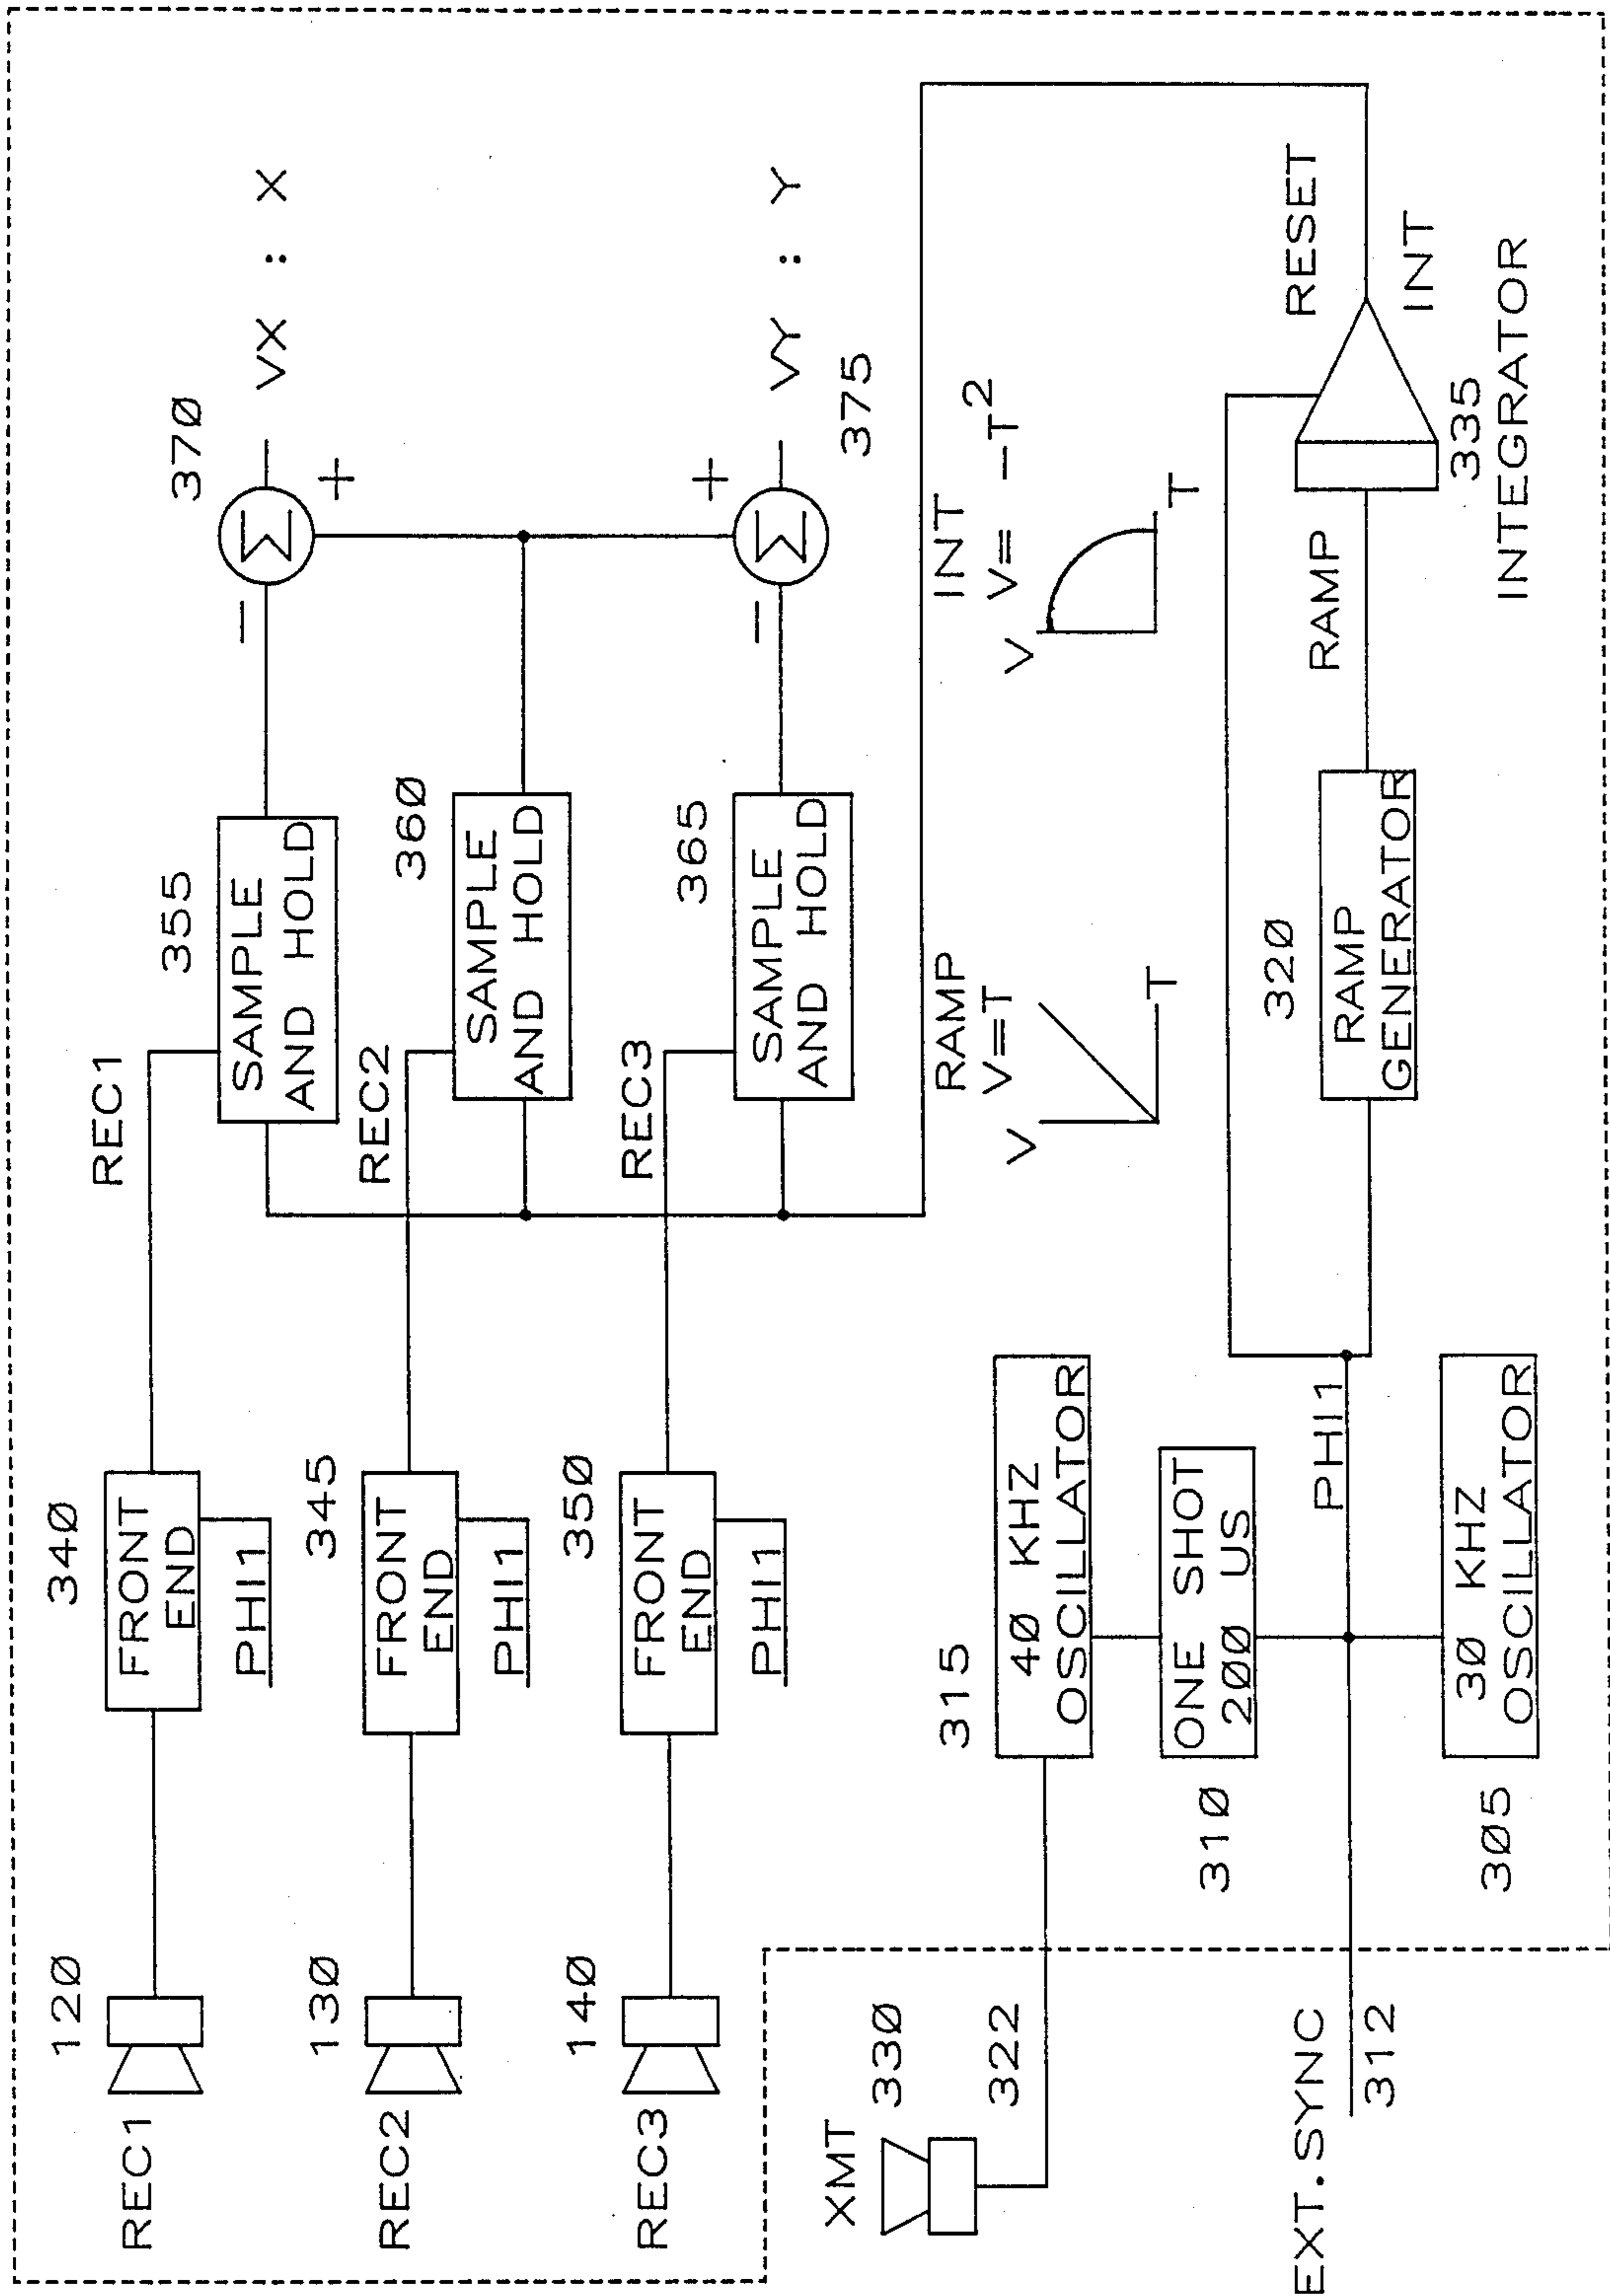 REC1
120
340
FRONT
END
PHI1
REC1
355
SAMPLE
AND HOLD
370
−
+
Σ
VX : X
REC2
130
345
FRONT
END
PHI1
REC2
360
SAMPLE
AND HOLD
REC3
140
350
FRONT
END
PHI1
REC3
365
SAMPLE
AND HOLD
−
+
Σ
VY : Y
375
XMT
330
322
315
40 KHZ
OSCILLATOR
310
ONE SHOT
200 US
EXT.SYNC
312
PHI1
305
30 KHZ
OSCILLATOR
RAMP
V=T
V
T
INT
V= −T²
V
T
320
RAMP
GENERATOR
RAMP
RESET
INT
335
INTEGRATOR